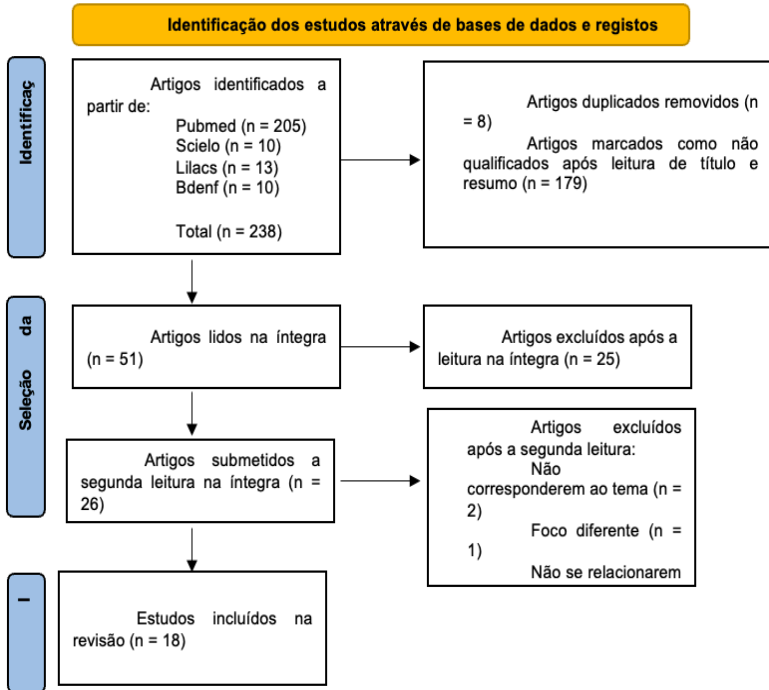 Identificação dos estudos através de bases de dados e registos
Identificaç
Artigos identificados a
partir de:
Pubmed (n = 205)
Scielo (n = 10)
Lilacs (n = 13)
Bdenf (n = 10)
Total (n = 238)
Artigos duplicados removidos (n
= 8)
Artigos marcados como não
qualificados após leitura de título e
resumo (n = 179)
Seleção da
Artigos lidos na íntegra
(n = 51)
Artigos excluídos após a
leitura na íntegra (n = 25)
Artigos submetidos a
segunda leitura na íntegra (n =
26)
Artigos excluídos
após a segunda leitura:
Não
corresponderem ao tema (n =
2)
Foco diferente (n =
1)
Não se relacionarem
I
Estudos incluídos na
revisão (n = 18)